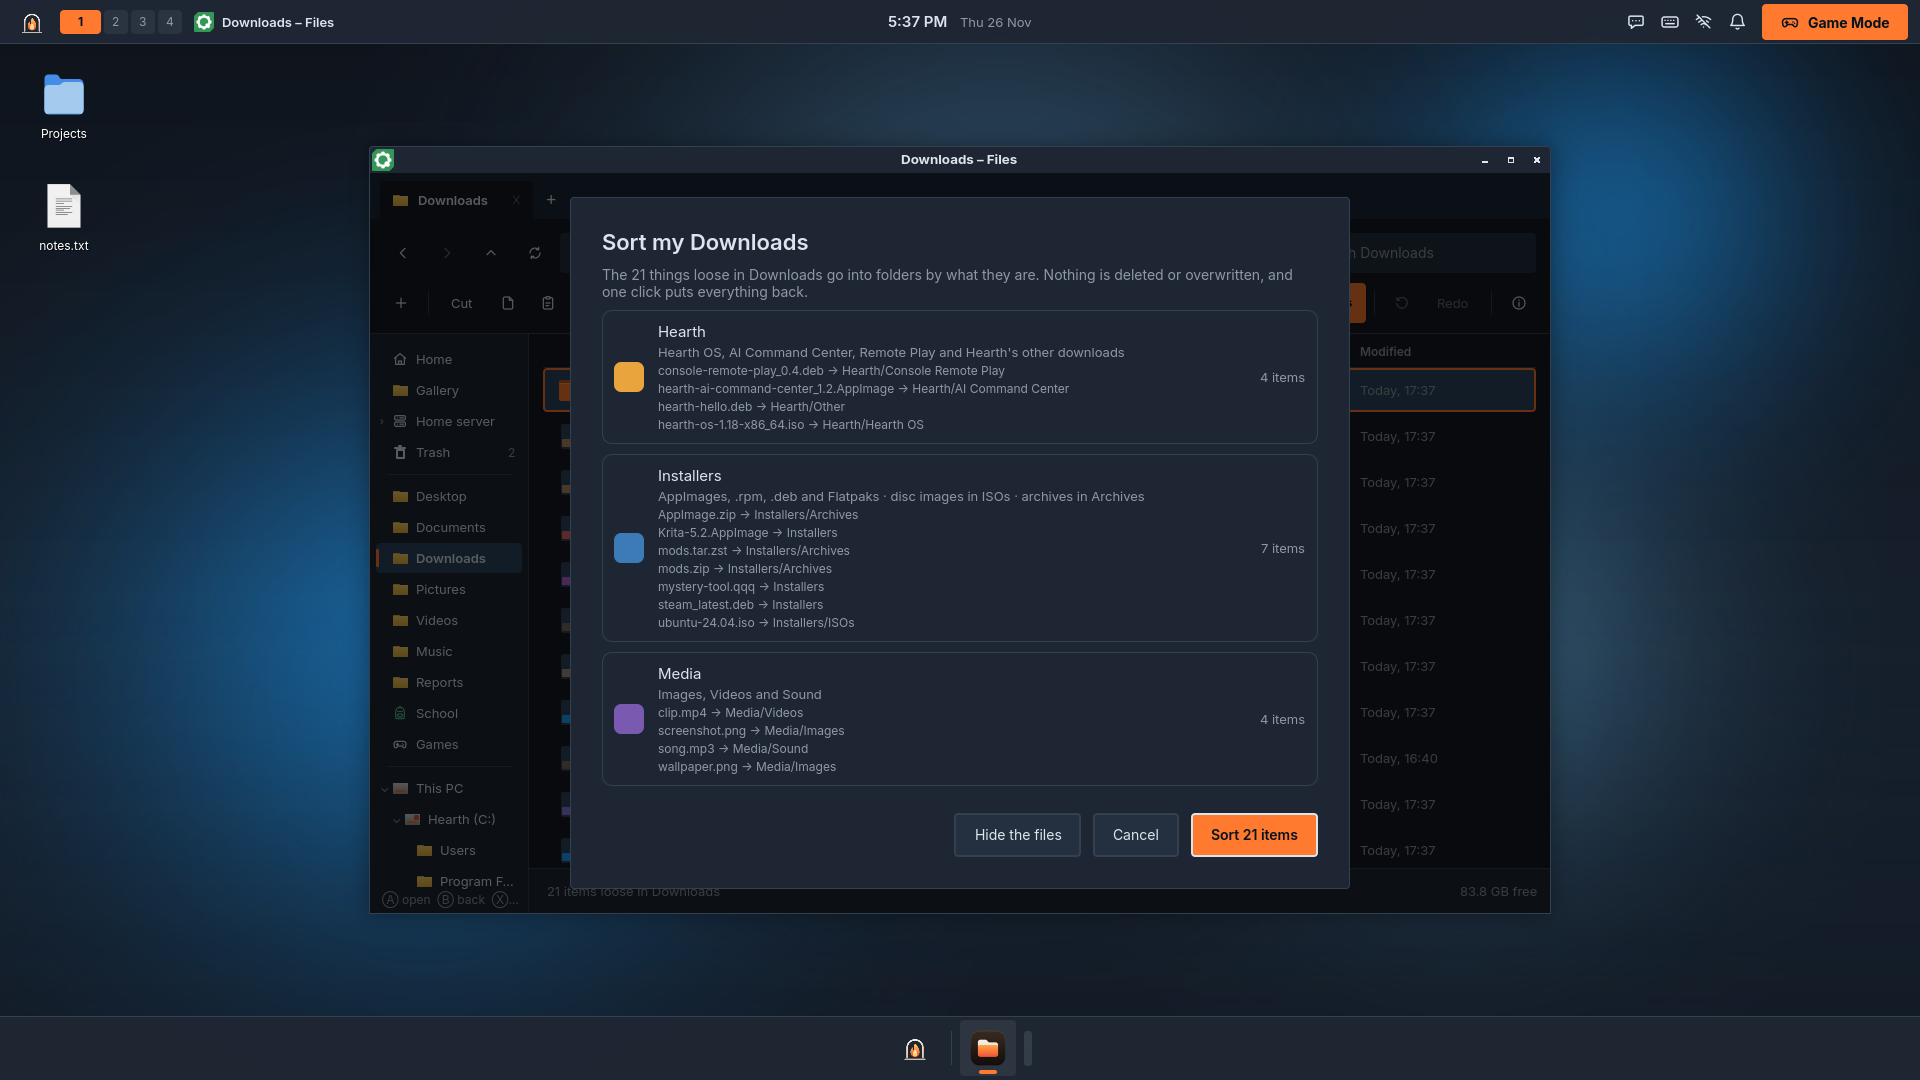 1 2 3 4 Downloads – Files 5:37 PM Thu 26 Nov Game Mode
Projects
notes.txt
Downloads – Files
Downloads X +
Downloads
Cut Redo
Home
Gallery
Home server
Trash 2
Desktop
Documents
Downloads
Pictures
Videos
Music
Reports
School
Games
This PC
Hearth (C:)
Users
Program F...
A open B back X...
Sort my Downloads
The 21 things loose in Downloads go into folders by what they are. Nothing is deleted or overwritten, and
one click puts everything back.
Hearth
Hearth OS, AI Command Center, Remote Play and Hearth's other downloads
console-remote-play_0.4.deb → Hearth/Console Remote Play
hearth-ai-command-center_1.2.AppImage → Hearth/AI Command Center
hearth-hello.deb → Hearth/Other
hearth-os-1.18-x86_64.iso → Hearth/Hearth OS
4 items
Installers
AppImages, .rpm, .deb and Flatpaks · disc images in ISOs · archives in Archives
AppImage.zip → Installers/Archives
Krita-5.2.AppImage → Installers
mods.tar.zst → Installers/Archives
mods.zip → Installers/Archives
mystery-tool.qqq → Installers
steam_latest.deb → Installers
ubuntu-24.04.iso → Installers/ISOs
7 items
Media
Images, Videos and Sound
clip.mp4 → Media/Videos
screenshot.png → Media/Images
song.mp3 → Media/Sound
wallpaper.png → Media/Images
4 items
Hide the files Cancel Sort 21 items
Modified
Today, 17:37
Today, 17:37
Today, 17:37
Today, 17:37
Today, 17:37
Today, 17:37
Today, 17:37
Today, 17:37
Today, 16:40
Today, 17:37
Today, 17:37
21 items loose in Downloads 83.8 GB free